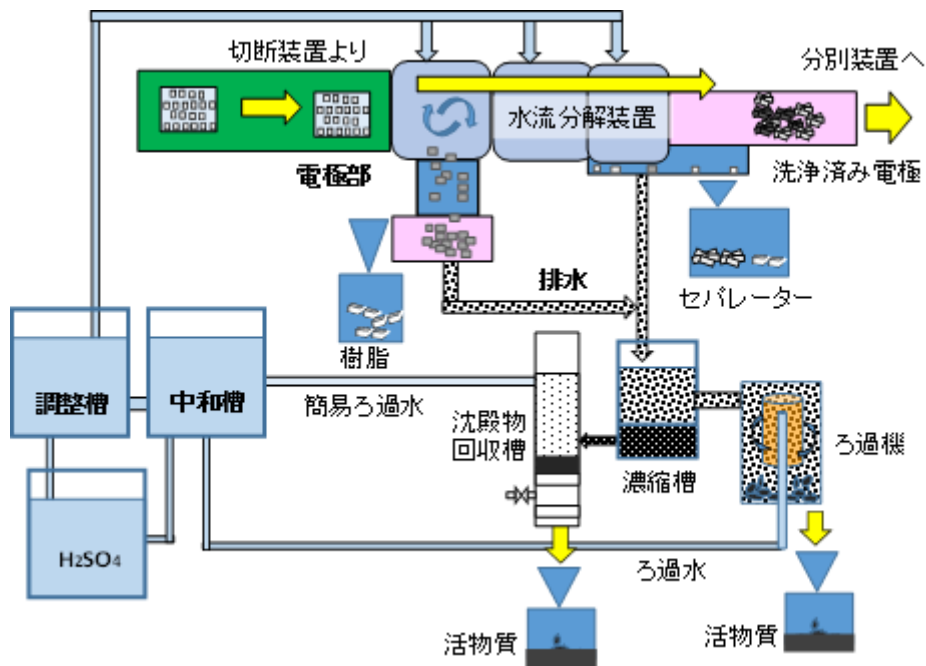 切断装置より
分別装置へ
水流分解装置
電極部
洗浄済み電極
排水
セパレーター
樹脂
調整槽
中和槽
簡易ろ過水
沈殿物
回収槽
濃縮槽
ろ過機
H2SO4
ろ過水
活物質
活物質